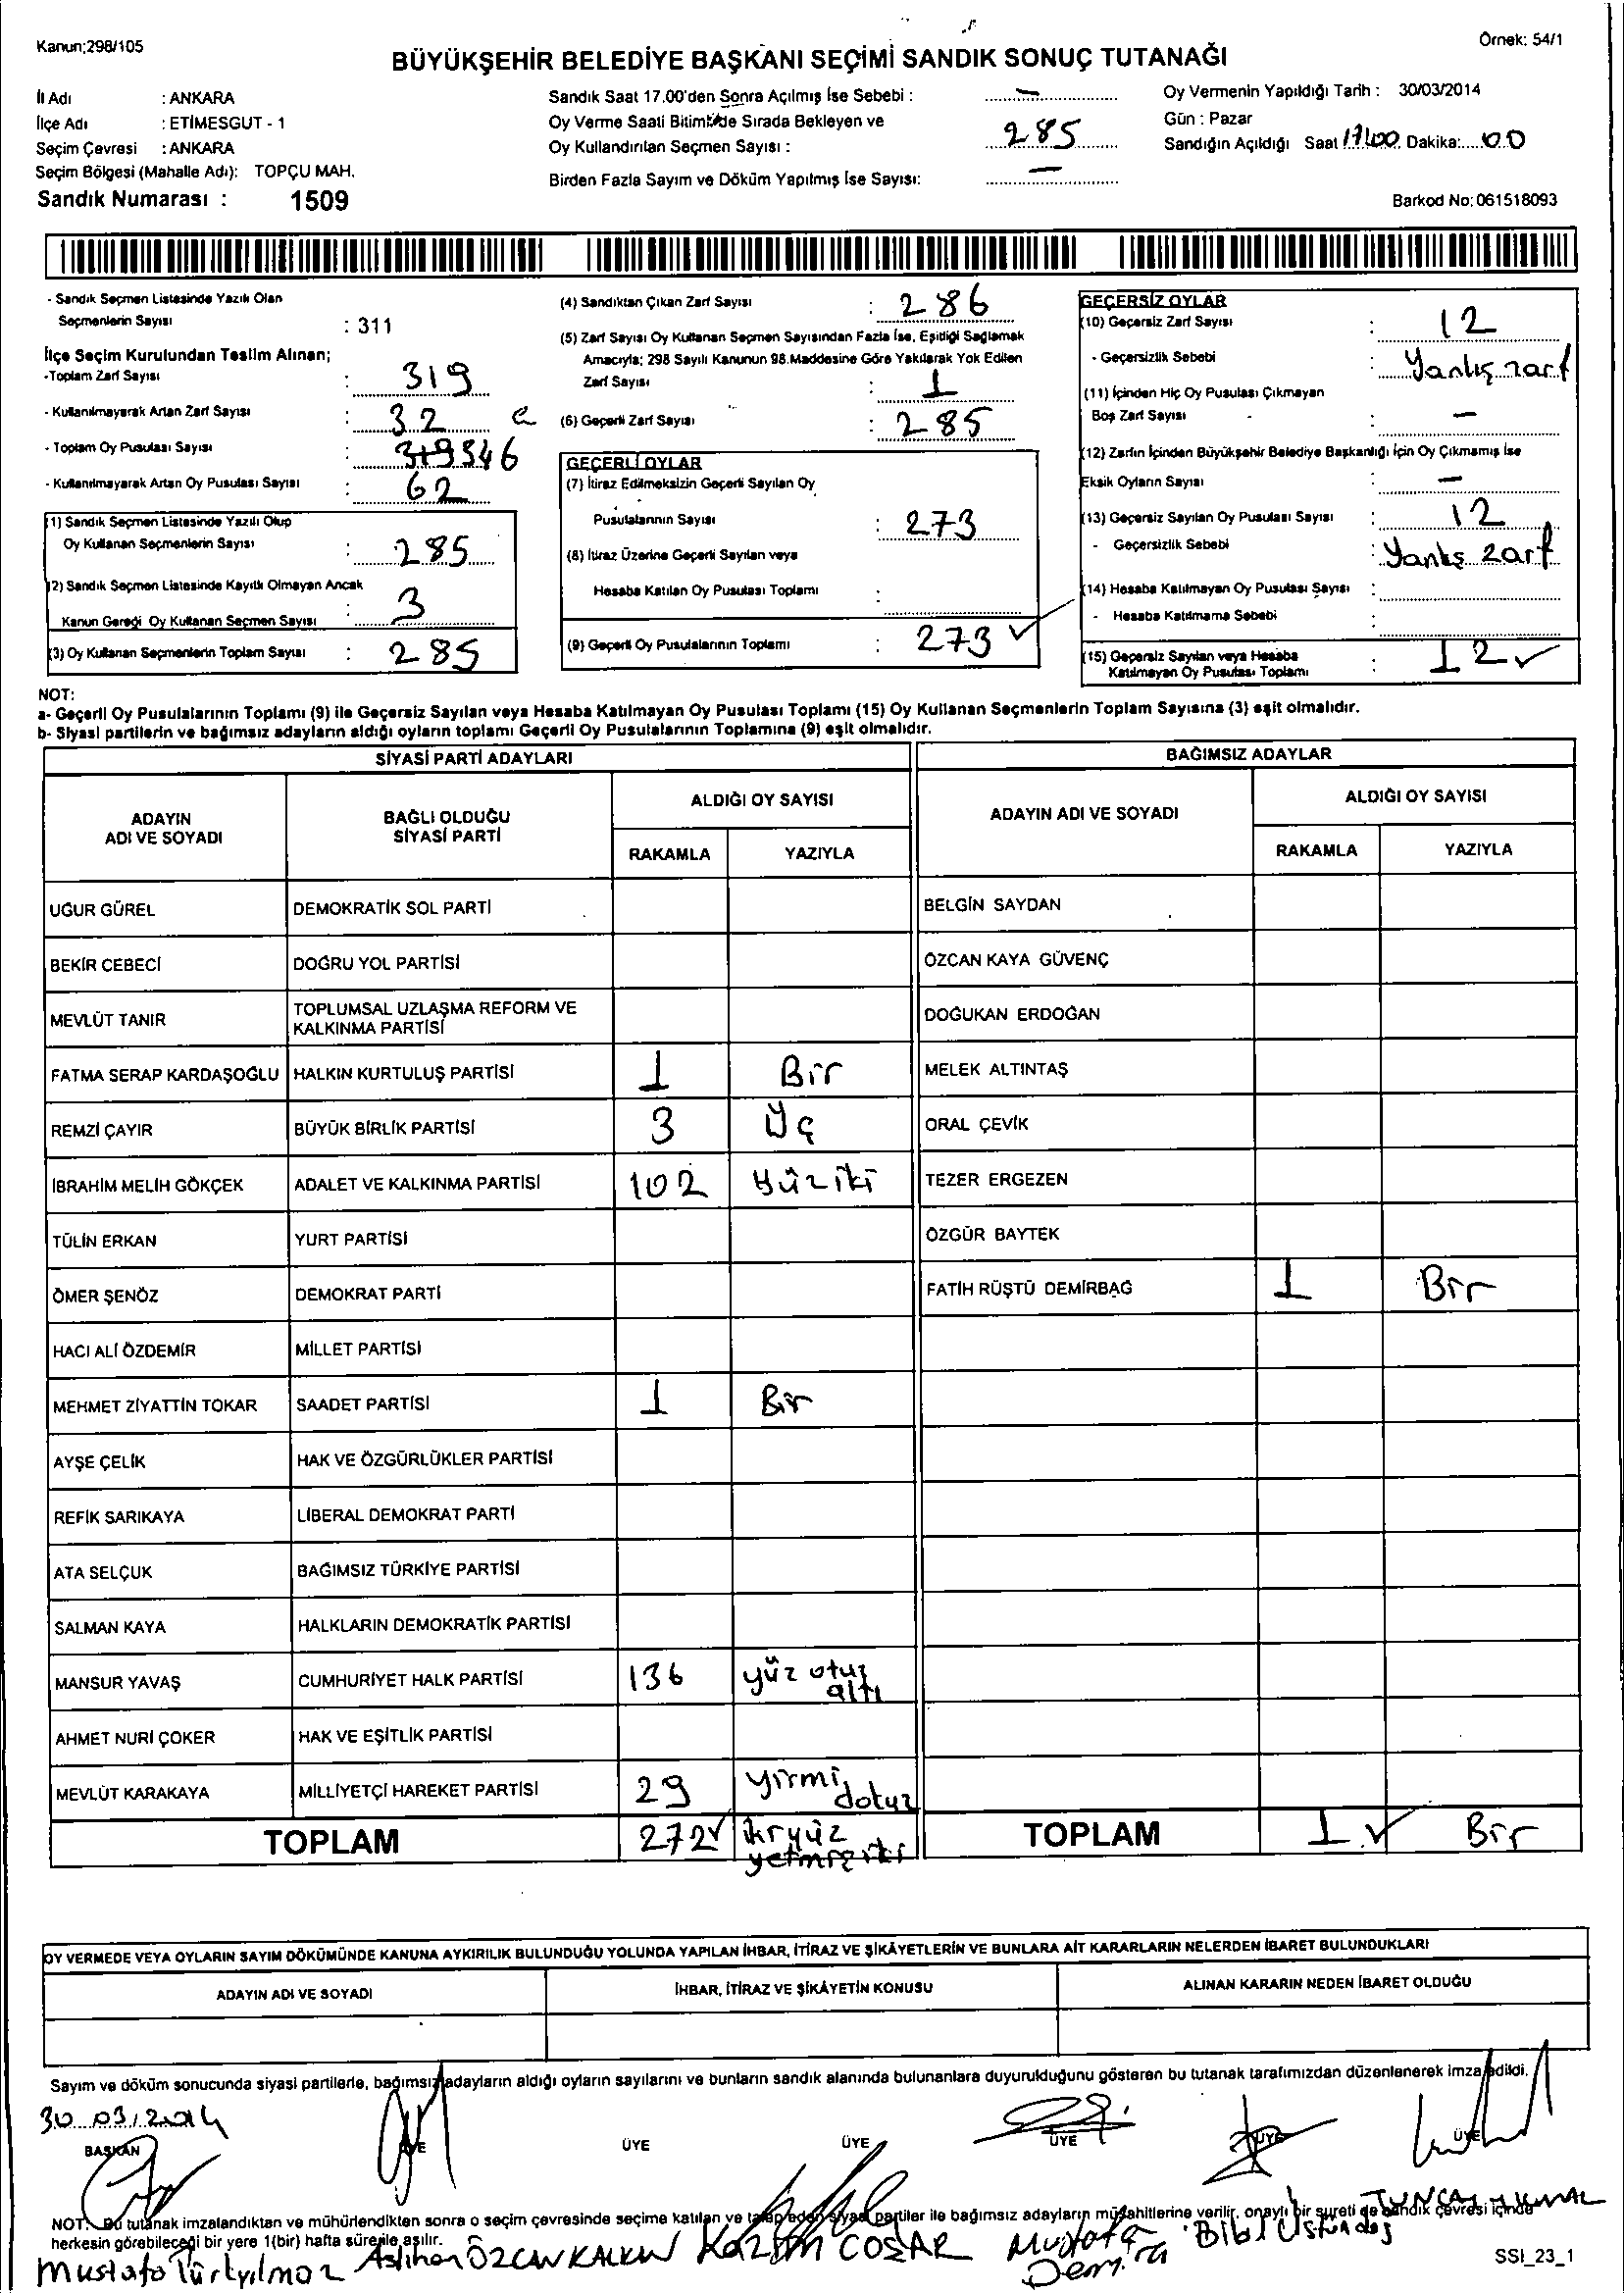 Kanun;298/105
Örnek: 54/1
BÜYÜKŞEHİR BELEDİYE BAŞKANI SEÇİMİ SANDIK SONUÇ TUTANAĞI
İl Adı : ANKARA
İlçe Adı : ETİMESGUT - 1
Seçim Çevresi : ANKARA
Seçim Bölgesi (Mahalle Adı): TOPÇU MAH.
Sandık Numarası : 1509
Sandık Saat 17.00'den Sonra Açılmış İse Sebebi : —
Oy Verme Saati Bitiminde Sırada Bekleyen ve
Oy Kullandırılan Seçmen Sayısı : 285
Birden Fazla Sayım ve Döküm Yapılmış İse Sayısı: —
Oy Vermenin Yapıldığı Tarih : 30/03/2014
Gün : Pazar
Sandığın Açıldığı Saat 17:00 Dakika:....00
Barkod No: 061518093
- Sandık Seçmen Listesinde Yazılı Olan
Seçmenlerin Sayısı : 311
İlçe Seçim Kurulundan Teslim Alınan;
-Toplam Zarf Sayısı : 319
- Kullanılmayarak Artan Zarf Sayısı : 32
- Toplam Oy Pusulası Sayısı : 319 346
- Kullanılmayarak Artan Oy Pusulası Sayısı : 62
(1) Sandık Seçmen Listesinde Yazılı Olup
Oy Kullanan Seçmenlerin Sayısı : 285
(2) Sandık Seçmen Listesinde Kayıtlı Olmayan Ancak
Kanun Gereği Oy Kullanan Seçmen Sayısı : 3
(3) Oy Kullanan Seçmenlerin Toplam Sayısı : 285
(4) Sandıktan Çıkan Zarf Sayısı : 286
(5) Zarf Sayısı Oy Kullanan Seçmen Sayısından Fazla İse, Eşitliği Sağlamak
Amacıyla; 298 Sayılı Kanunun 98.Maddesine Göre Yakılarak Yok Edilen
Zarf Sayısı : 1
(6) Geçerli Zarf Sayısı : 285
GEÇERLİ OYLAR
(7) İtiraz Edilmeksizin Geçerli Sayılan Oy
Pusulalarının Sayısı : 273
(8) İtiraz Üzerine Geçerli Sayılan veya
Hesaba Katılan Oy Pusulası Toplamı :
(9) Geçerli Oy Pusulalarının Toplamı : 273 ✓
GEÇERSİZ OYLAR
(10) Geçersiz Zarf Sayısı : 12
- Geçersizlik Sebebi : Yanlış zarf
(11) İçinden Hiç Oy Pusulası Çıkmayan
Boş Zarf Sayısı : —
(12) Zarfın İçinden Büyükşehir Belediye Başkanlığı İçin Oy Çıkmamış İse
Eksik Oyların Sayısı : —
(13) Geçersiz Sayılan Oy Pusulası Sayısı : 12
- Geçersizlik Sebebi : Yanlış zarf
(14) Hesaba Katılmayan Oy Pusulası Sayısı :
- Hesaba Katılmama Sebebi :
(15) Geçersiz Sayılan veya Hesaba
Katılmayan Oy Pusulası Toplamı : 12 ✓
NOT:
a- Geçerli Oy Pusulalarının Toplamı (9) ile Geçersiz Sayılan veya Hesaba Katılmayan Oy Pusulası Toplamı (15) Oy Kullanan Seçmenlerin Toplam Sayısına (3) eşit olmalıdır.
b- Siyasi partilerin ve bağımsız adayların aldığı oyların toplamı Geçerli Oy Pusulalarının Toplamına (9) eşit olmalıdır.
SİYASİ PARTİ ADAYLARI
ADAYIN ADI VE SOYADI
BAĞLI OLDUĞU SİYASİ PARTİ
ALDIĞI OY SAYISI
RAKAMLA YAZIYLA
UĞUR GÜREL DEMOKRATİK SOL PARTİ
BEKİR CEBECİ DOĞRU YOL PARTİSİ
MEVLÜT TANIR TOPLUMSAL UZLAŞMA REFORM VE KALKINMA PARTİSİ
FATMA SERAP KARDAŞOĞLU HALKIN KURTULUŞ PARTİSİ 1 Bir
REMZİ ÇAYIR BÜYÜK BİRLİK PARTİSİ 3 Üç
İBRAHİM MELİH GÖKÇEK ADALET VE KALKINMA PARTİSİ 102 Yüziki
TÜLİN ERKAN YURT PARTİSİ
ÖMER ŞENÖZ DEMOKRAT PARTİ
HACI ALİ ÖZDEMİR MİLLET PARTİSİ
MEHMET ZİYATTİN TOKAR SAADET PARTİSİ 1 Bir
AYŞE ÇELİK HAK VE ÖZGÜRLÜKLER PARTİSİ
REFİK SARIKAYA LİBERAL DEMOKRAT PARTİ
ATA SELÇUK BAĞIMSIZ TÜRKİYE PARTİSİ
SALMAN KAYA HALKLARIN DEMOKRATİK PARTİSİ
MANSUR YAVAŞ CUMHURİYET HALK PARTİSİ 136 yüz otuz altı
AHMET NURİ ÇOKER HAK VE EŞİTLİK PARTİSİ
MEVLÜT KARAKAYA MİLLİYETÇİ HAREKET PARTİSİ 29 yirmi dokuz
TOPLAM 272 ✓ ikiyüz yetmiş iki
BAĞIMSIZ ADAYLAR
ADAYIN ADI VE SOYADI
ALDIĞI OY SAYISI
RAKAMLA YAZIYLA
BELGİN SAYDAN
ÖZCAN KAYA GÜVENÇ
DOĞUKAN ERDOĞAN
MELEK ALTINTAŞ
ORAL ÇEVİK
TEZER ERGEZEN
ÖZGÜR BAYTEK
FATİH RÜŞTÜ DEMİRBAĞ 1 Bir
TOPLAM 1 ✓ Bir
OY VERMEDE VEYA OYLARIN SAYIM DÖKÜMÜNDE KANUNA AYKIRILIK BULUNDUĞU YOLUNDA YAPILAN İHBAR, İTİRAZ VE ŞİKÂYETLERİN VE BUNLARA AİT KARARLARIN NELERDEN İBARET BULUNDUKLARI
ADAYIN ADI VE SOYADI
İHBAR, İTİRAZ VE ŞİKÂYETİN KONUSU
ALINAN KARARIN NEDEN İBARET OLDUĞU
Sayım ve döküm sonucunda siyasi partilerle, bağımsız adayların aldığı oyların sayılarını ve bunların sandık alanında bulunanlara duyurulduğunu gösteren bu tutanak tarafımızdan düzenlenerek imza edildi.
30.03.2014
BAŞKAN ÜYE ÜYE ÜYE ÜYE ÜYE ÜYE
NOT: Bu tutanak imzalandıktan ve mühürlendikten sonra o seçim çevresinde seçime katılan ve talep eden siyasi partiler ile bağımsız adayların müşahitlerine verilir, onaylı bir sureti de sandık çevresi içinde
herkesin görebileceği bir yere 1(bir) hafta süre ile asılır.
Mustafa Türkyılmaz Aslıhan ÖZCAN KALKAN Kazım COŞAR Mustafa Bilal Üstündağ TUNCAY
SSI_23_1